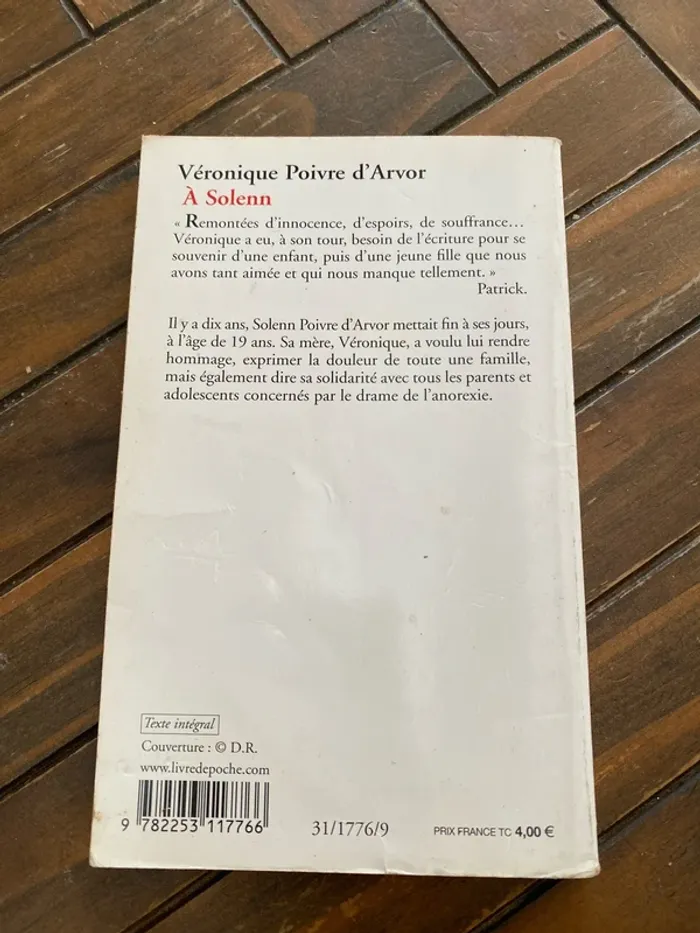 Véronique Poivre d'Arvor
À Solenn
« Remontées d'innocence, d'espoirs, de souffrance…
Véronique a eu, à son tour, besoin de l'écriture pour se
souvenir d'une enfant, puis d'une jeune fille que nous
avons tant aimée et qui nous manque tellement. »
Patrick.
Il y a dix ans, Solenn Poivre d'Arvor mettait fin à ses jours,
à l'âge de 19 ans. Sa mère, Véronique, a voulu lui rendre
hommage, exprimer la douleur de toute une famille,
mais également dire sa solidarité avec tous les parents et
adolescents concernés par le drame de l'anorexie.
Texte intégral
Couverture : © D.R.
www.livredepoche.com
9 782253 117766
31/1776/9
PRIX FRANCE TC 4,00 €